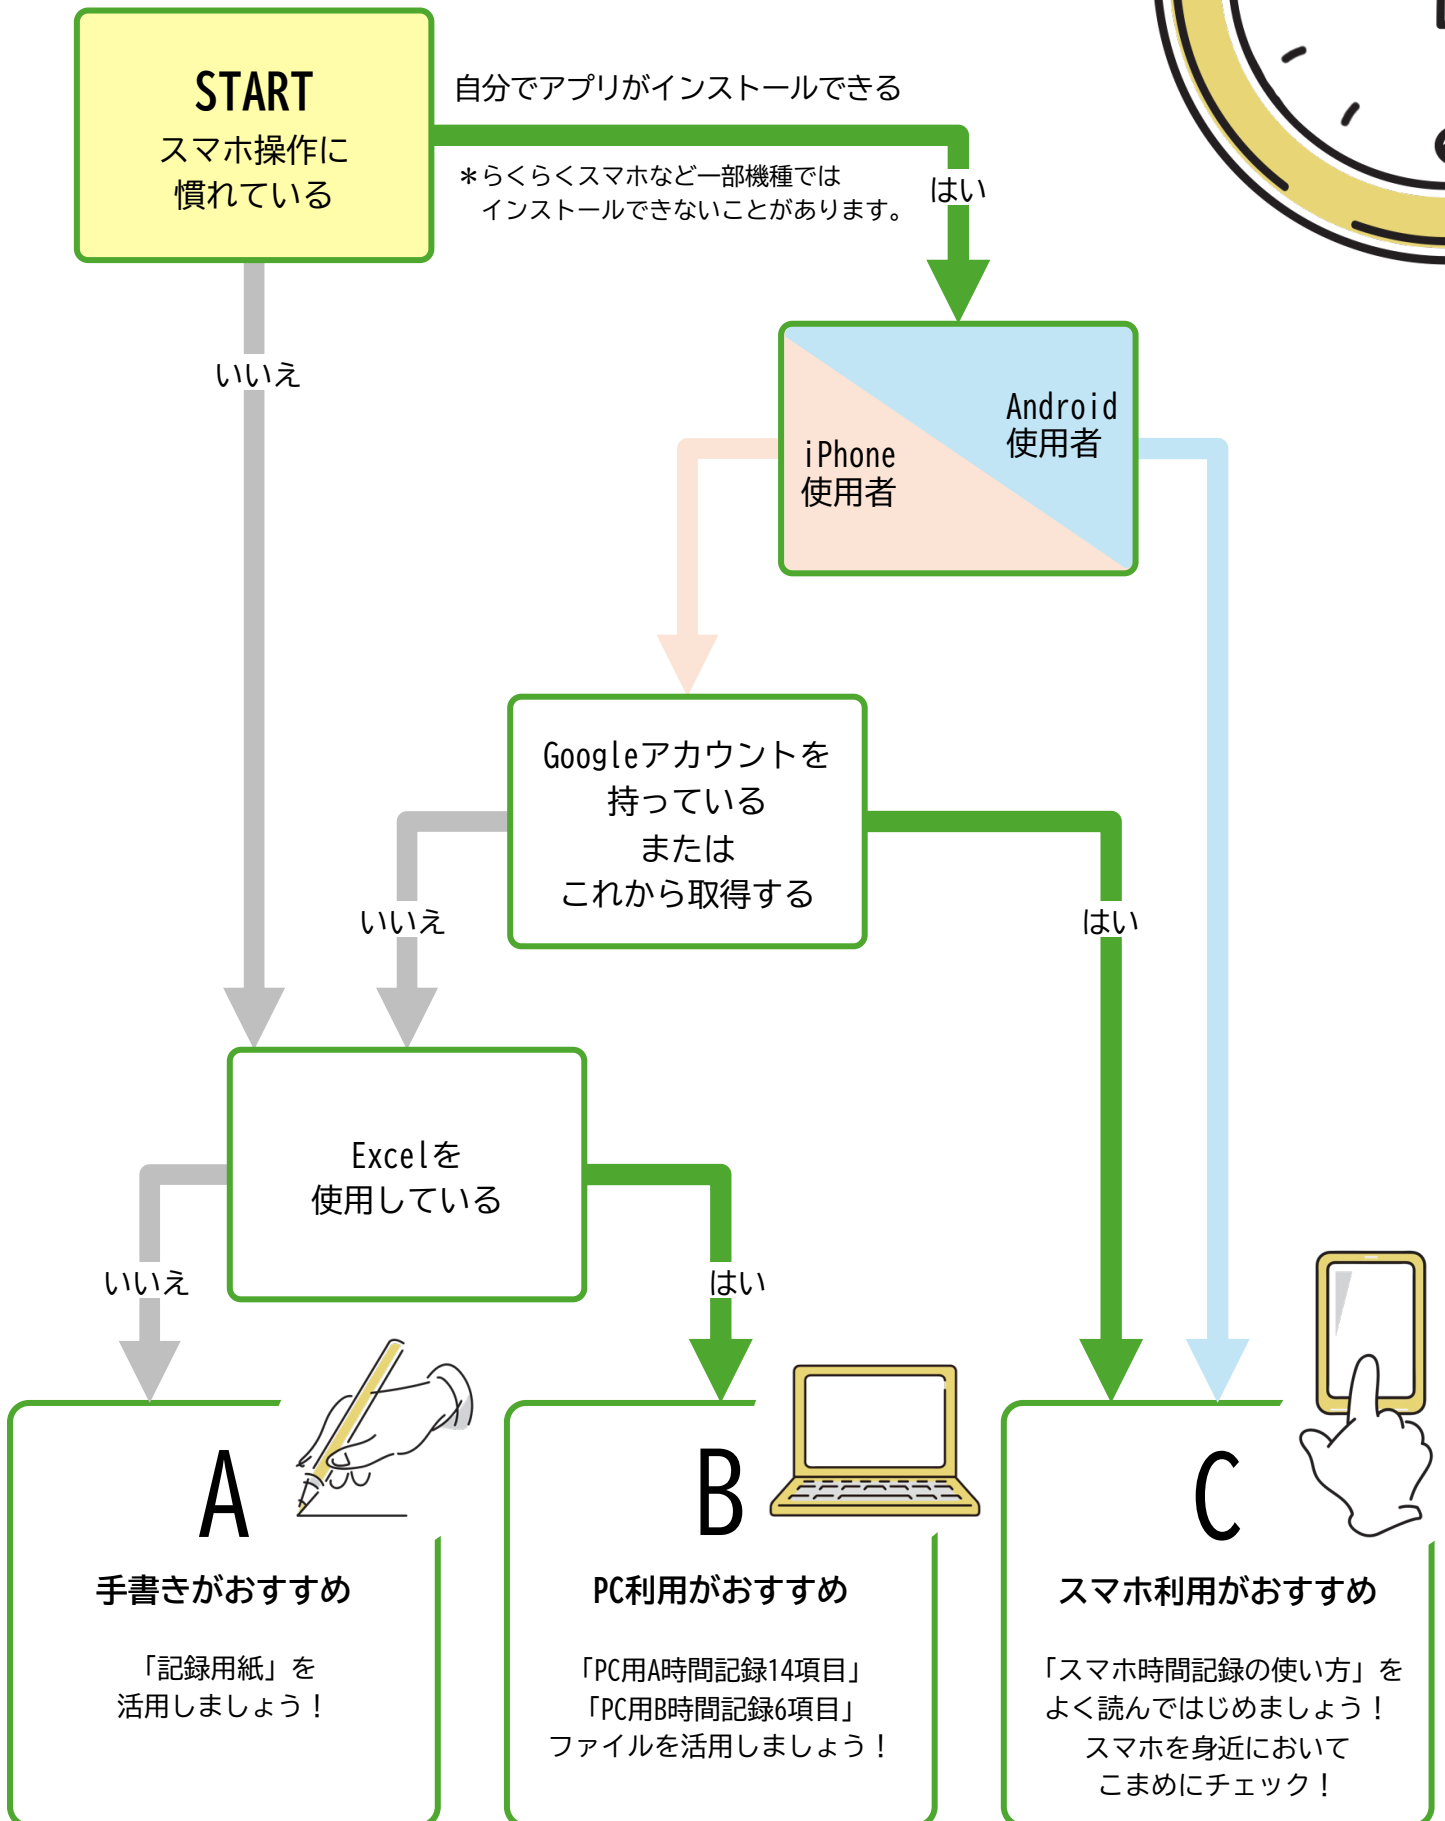 START
スマホ操作に
慣れている
自分でアプリがインストールできる
＊らくらくスマホなど一部機種では
インストールできないことがあります。
はい
いいえ
Android
使用者
iPhone
使用者
Googleアカウントを
持っている
または
これから取得する
いいえ
はい
Excelを
使用している
いいえ
はい
A
手書きがおすすめ
「記録用紙」を
活用しましょう！
B
PC利用がおすすめ
「PC用A時間記録14項目」
「PC用B時間記録6項目」
ファイルを活用しましょう！
C
スマホ利用がおすすめ
「スマホ時間記録の使い方」を
よく読んではじめましょう！
スマホを身近において
こまめにチェック！